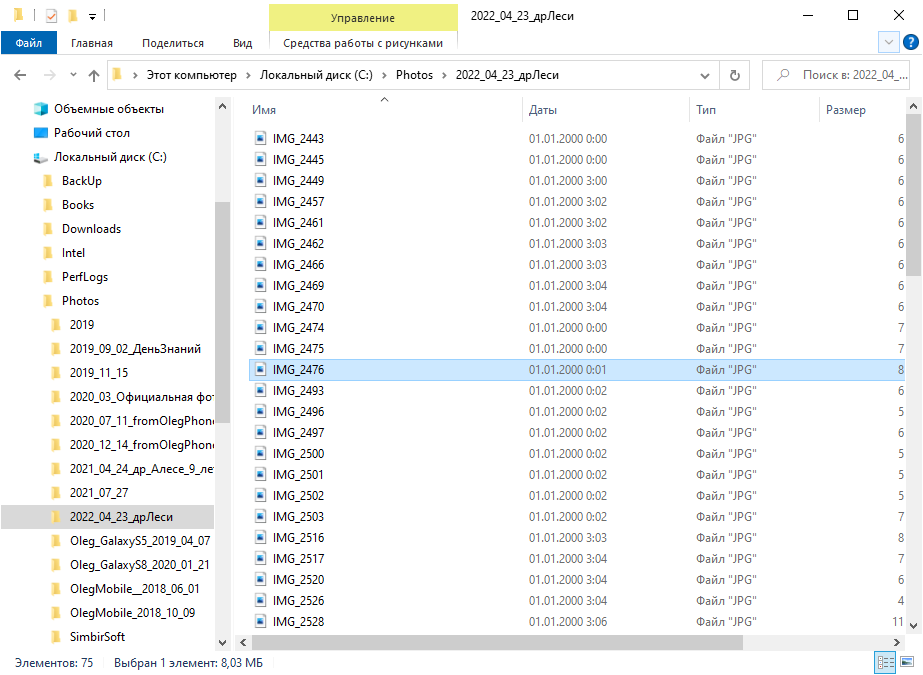 Управление
2022_04_23_дрЛеси
Файл
Главная
Поделиться
Вид
Средства работы с рисунками
?
Этот компьютер > Локальный диск (C:) > Photos > 2022_04_23_дрЛеси
Поиск в: 2022_04_...
Объемные объекты
Рабочий стол
Локальный диск (C:)
BackUp
Books
Downloads
Intel
PerfLogs
Photos
2019
2019_09_02_ДеньЗнаний
2019_11_15
2020_03_Официальная фот
2020_07_11_fromOlegPhone
2020_12_14_fromOlegPhone
2021_04_24_др_Алесе_9_лет
2021_07_27
2022_04_23_дрЛеси
Oleg_GalaxyS5_2019_04_07
Oleg_GalaxyS8_2020_01_21
OlegMobile__2018_06_01
OlegMobile_2018_10_09
SimbirSoft
Имя Даты Тип Размер
IMG_2443 01.01.2000 0:00 Файл "JPG" 6
IMG_2445 01.01.2000 0:00 Файл "JPG" 6
IMG_2449 01.01.2000 3:00 Файл "JPG" 6
IMG_2457 01.01.2000 3:02 Файл "JPG" 6
IMG_2461 01.01.2000 3:02 Файл "JPG" 6
IMG_2462 01.01.2000 3:03 Файл "JPG" 6
IMG_2466 01.01.2000 3:03 Файл "JPG" 6
IMG_2469 01.01.2000 3:04 Файл "JPG" 6
IMG_2470 01.01.2000 3:04 Файл "JPG" 6
IMG_2474 01.01.2000 0:00 Файл "JPG" 7
IMG_2475 01.01.2000 0:00 Файл "JPG" 7
IMG_2476 01.01.2000 0:01 Файл "JPG" 8
IMG_2493 01.01.2000 0:02 Файл "JPG" 6
IMG_2496 01.01.2000 0:02 Файл "JPG" 5
IMG_2497 01.01.2000 0:02 Файл "JPG" 6
IMG_2500 01.01.2000 0:02 Файл "JPG" 5
IMG_2501 01.01.2000 0:02 Файл "JPG" 5
IMG_2502 01.01.2000 0:02 Файл "JPG" 5
IMG_2503 01.01.2000 0:02 Файл "JPG" 7
IMG_2516 01.01.2000 3:03 Файл "JPG" 8
IMG_2517 01.01.2000 3:04 Файл "JPG" 7
IMG_2520 01.01.2000 3:04 Файл "JPG" 6
IMG_2526 01.01.2000 3:04 Файл "JPG" 4
IMG_2528 01.01.2000 3:06 Файл "JPG" 11
Элементов: 75
Выбран 1 элемент: 8,03 МБ